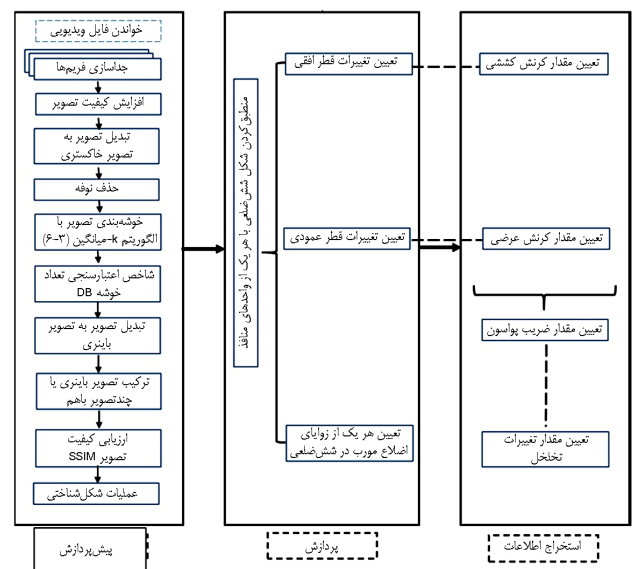 خواندن فایل ویدیویی
جداسازی فریم‌ها
افزایش کیفیت تصویر
تبدیل تصویر به
تصویر خاکستری
حذف نوفه
خوشه‌بندی تصویر با
الگوریتم k-میانگین (۳-۶)
شاخص اعتبارسنجی تعداد
خوشه DB
تبدیل تصویر به تصویر
باینری
ترکیب تصویر باینری یا
چندتصویر باهم
ارزیابی کیفیت
تصویر SSIM
عملیات شکل‌شناختی
پیش‌پردازش
منطبق‌کردن شکل شش‌ضلعی با هر یک از واحدهای منافذ
تعیین تغییرات قطر افقی
تعیین تغییرات قطر عمودی
تعیین هر یک از زوایای
اضلاع مورب در شش‌ضلعی
پردازش
تعیین مقدار کرنش کششی
تعیین مقدار کرنش عرضی
تعیین مقدار ضریب پواسون
تعیین مقدار تغییرات
تخلخل
استخراج اطلاعات